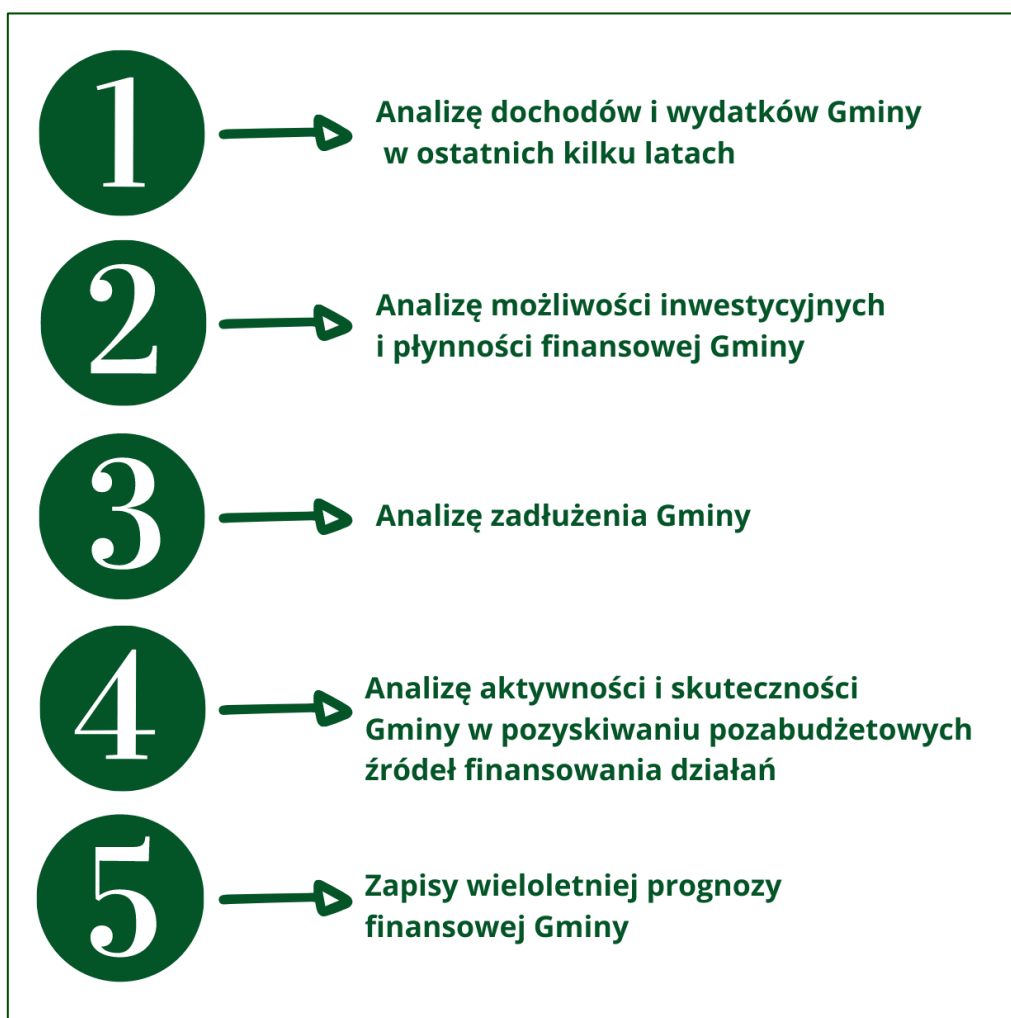 1
Analizę dochodów i wydatków Gminy
w ostatnich kilku latach
2
Analizę możliwości inwestycyjnych
i płynności finansowej Gminy
3
Analizę zadłużenia Gminy
4
Analizę aktywności i skuteczności
Gminy w pozyskiwaniu pozabudżetowych
źródeł finansowania działań
5
Zapisy wieloletniej prognozy
finansowej Gminy